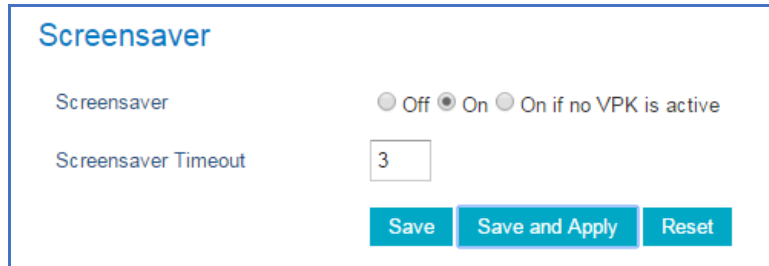 Screensaver
Screensaver Off On On if no VPK is active
Screensaver Timeout 3
Save Save and Apply Reset